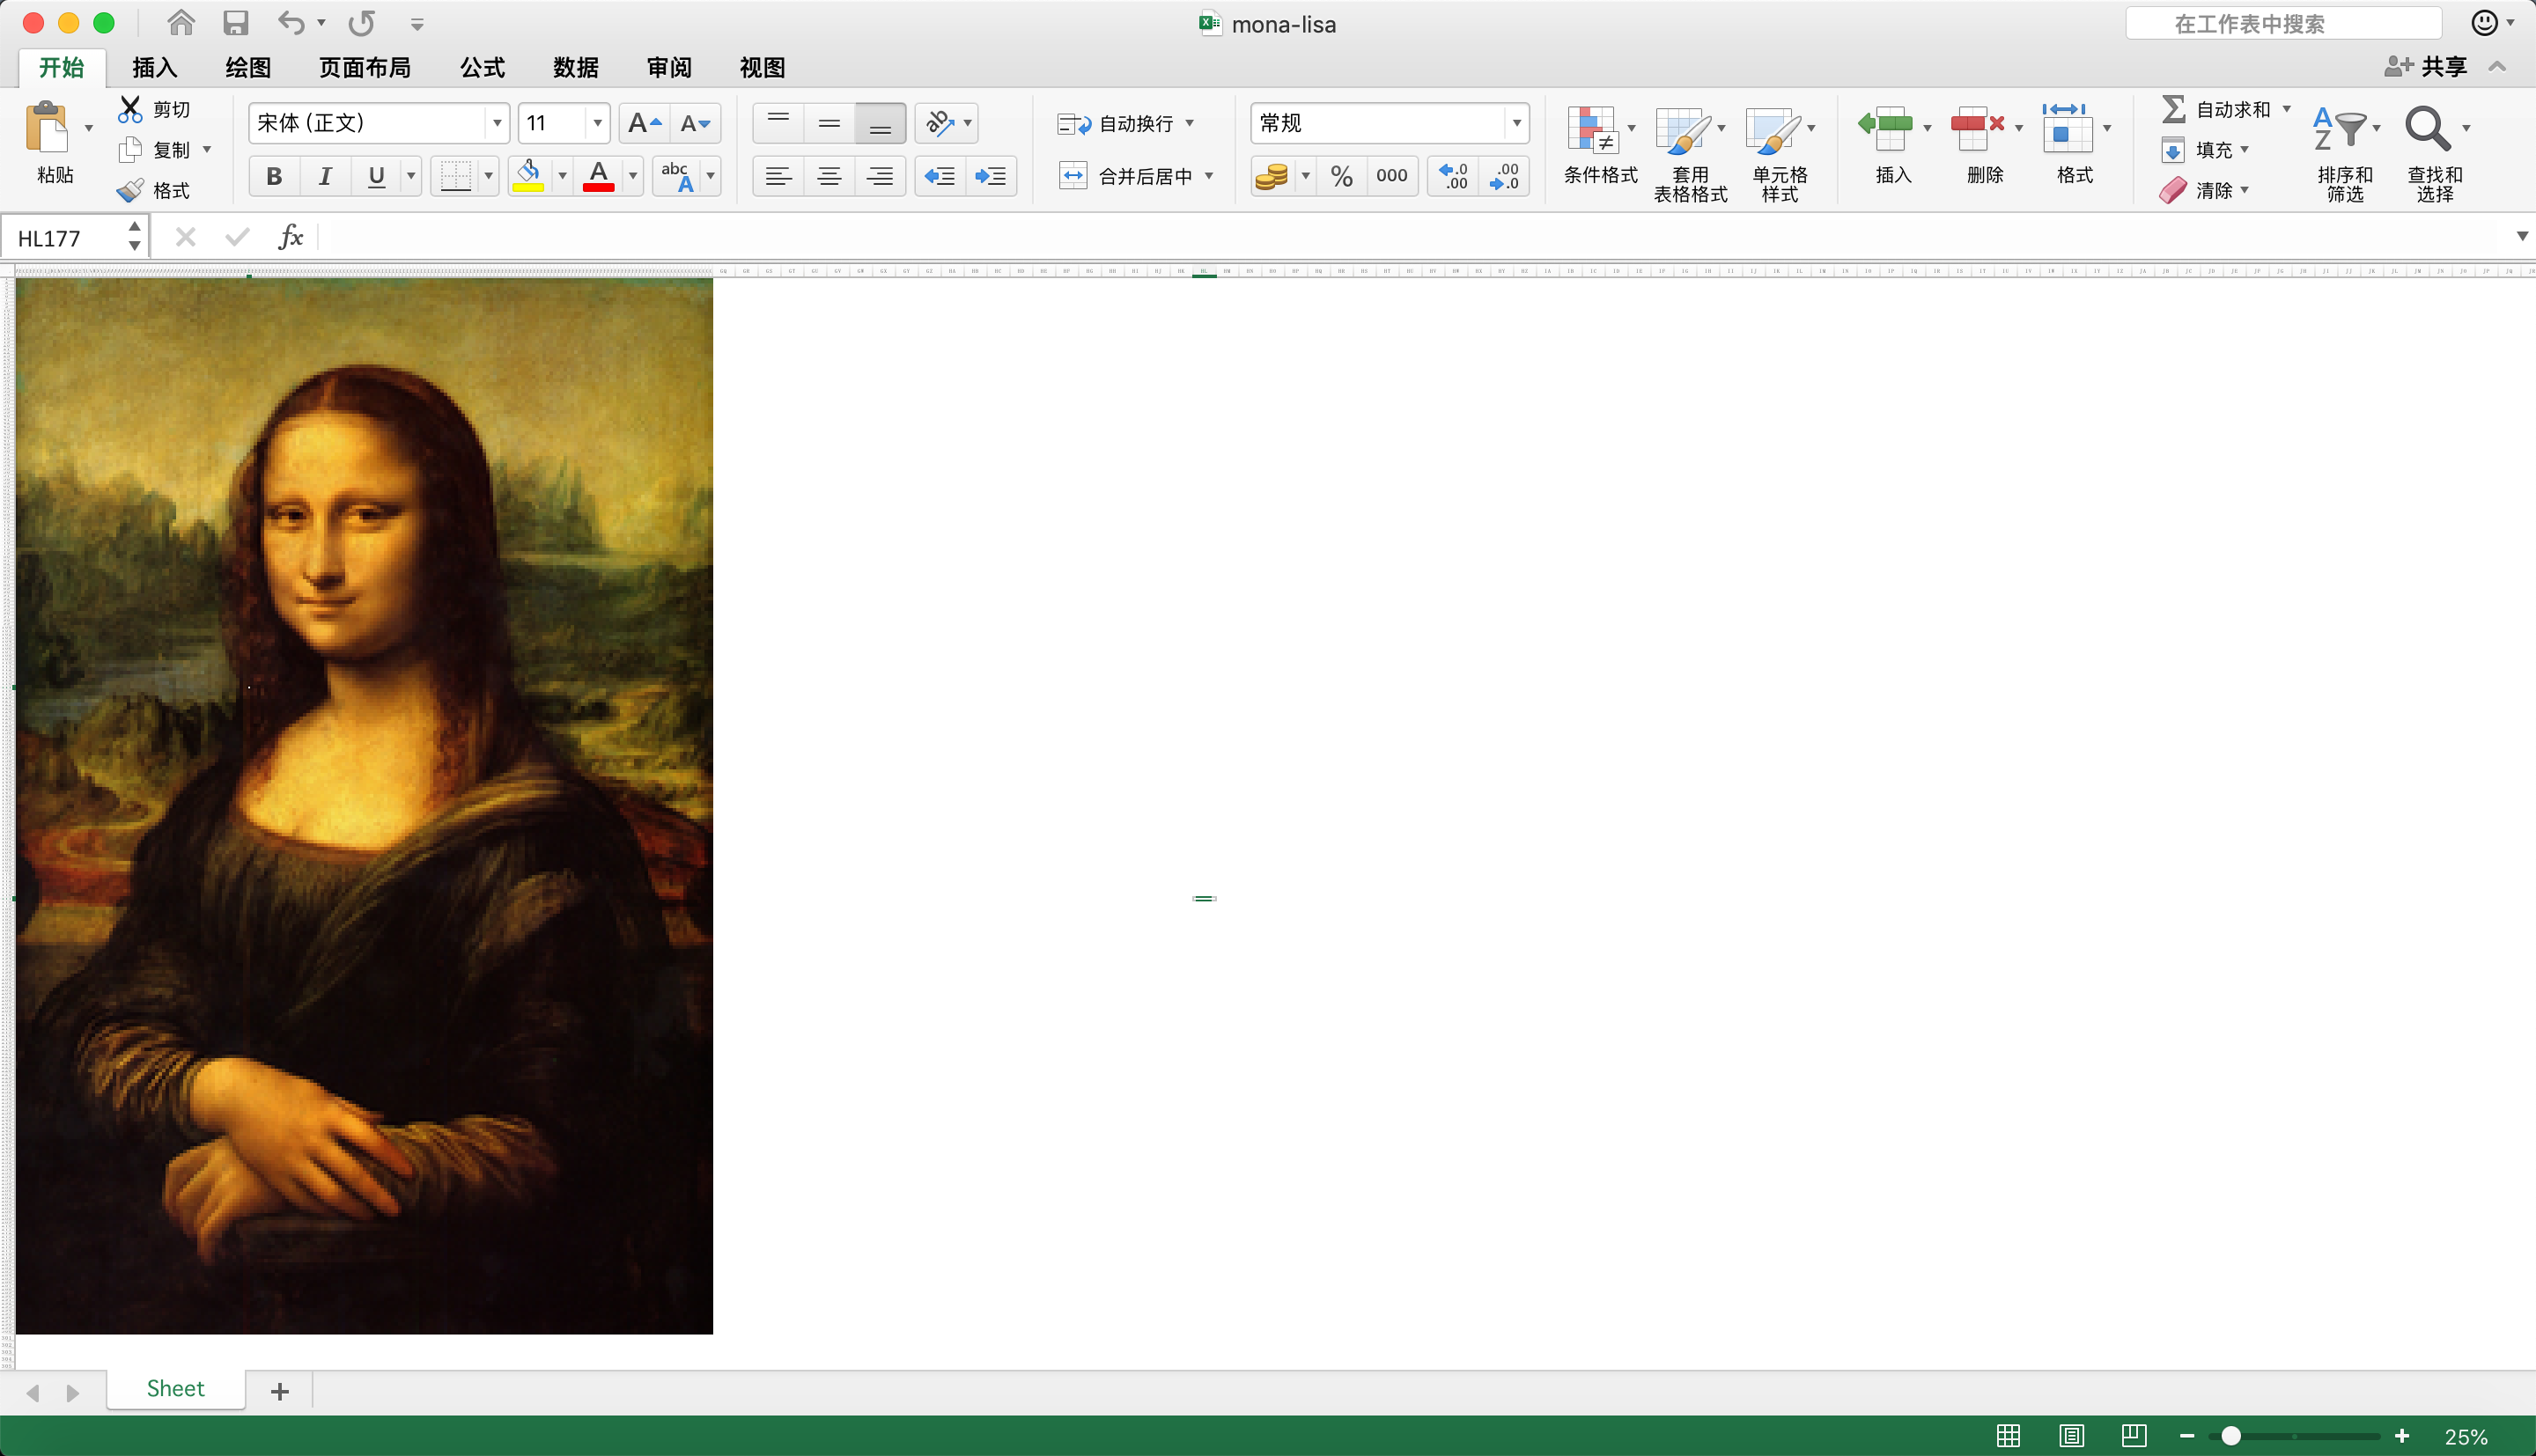 mona-lisa
在工作表中搜索
开始 插入 绘图 页面布局 公式 数据 审阅 视图
共享
粘贴
剪切
复制
格式
宋体 (正文) 11
自动换行
合并后居中
常规
% 000
条件格式
套用
表格格式
单元格
样式
插入
删除
格式
自动求和
填充
清除
排序和
筛选
查找和
选择
HL177
fx
Sheet
25%